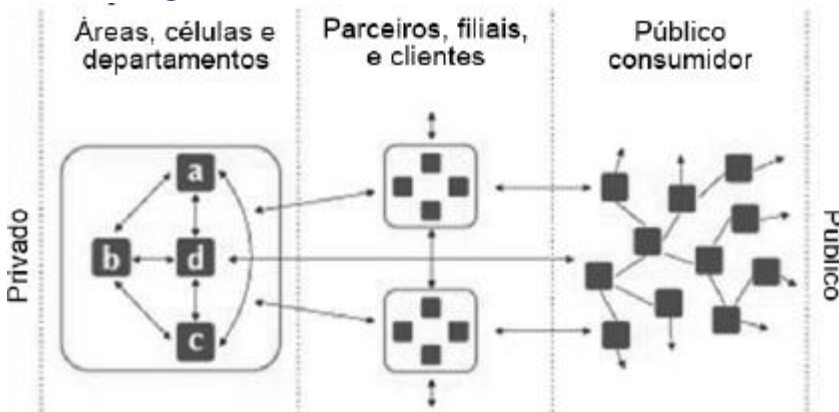 Áreas, células e
departamentos
Parceiros, filiais,
e clientes
Público
consumidor
Privado
a
b
d
c
Público